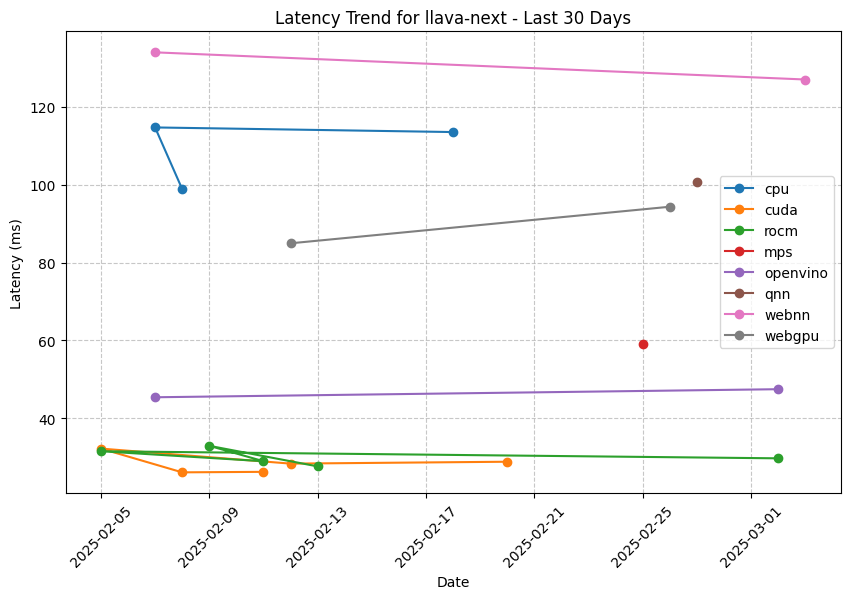 Latency Trend for llava-next - Last 30 Days
Latency (ms)
120
100
80
60
40
cpu
cuda
rocm
mps
openvino
qnn
webnn
webgpu
2025-02-05
2025-02-09
2025-02-13
2025-02-17
2025-02-21
2025-02-25
2025-03-01
Date